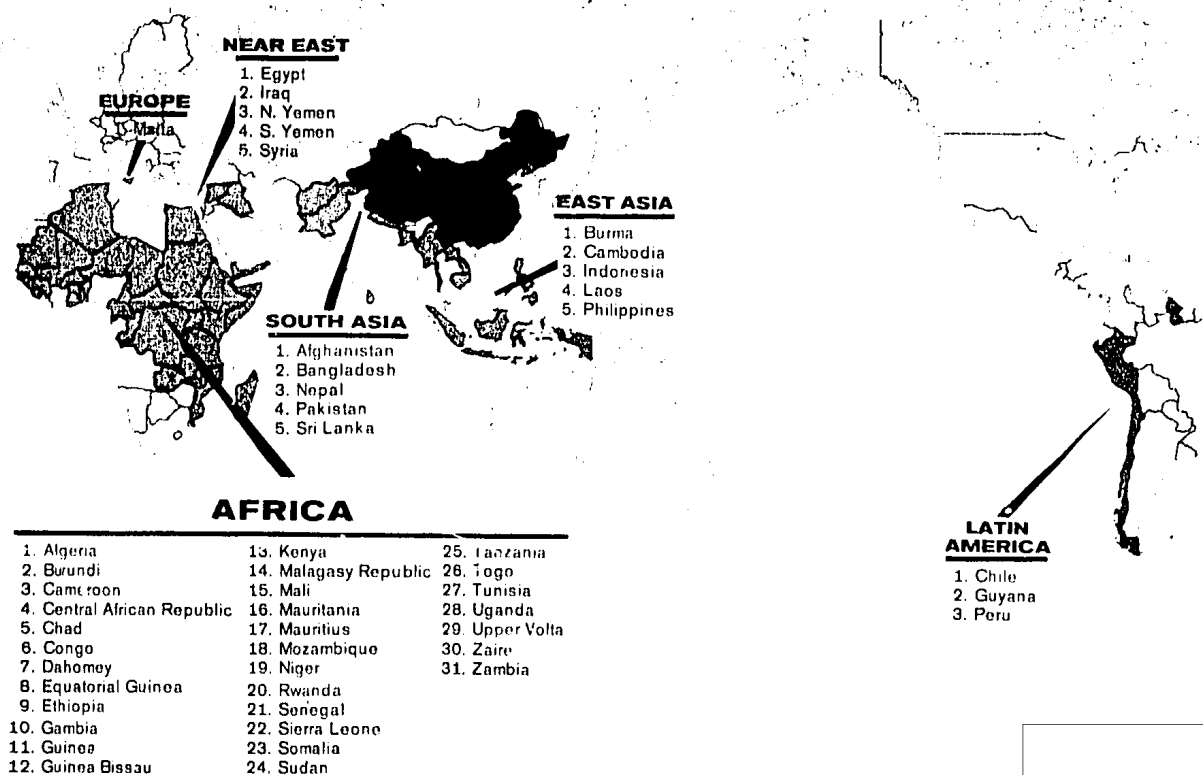 NEAR EAST
1. Egypt
2. Iraq
3. N. Yemen
4. S. Yemen
5. Syria
EUROPE
Malta
EAST ASIA
1. Burma
2. Cambodia
3. Indonesia
4. Laos
5. Philippines
SOUTH ASIA
1. Afghanistan
2. Bangladesh
3. Nepal
4. Pakistan
5. Sri Lanka
AFRICA
1. Algeria
2. Burundi
3. Cameroon
4. Central African Republic
5. Chad
6. Congo
7. Dahomey
8. Equatorial Guinea
9. Ethiopia
10. Gambia
11. Guinea
12. Guinea Bissau
13. Kenya
14. Malagasy Republic
15. Mali
16. Mauritania
17. Mauritius
18. Mozambique
19. Niger
20. Rwanda
21. Senegal
22. Sierra Leone
23. Somalia
24. Sudan
25. Tanzania
26. Togo
27. Tunisia
28. Uganda
29. Upper Volta
30. Zaire
31. Zambia
LATIN
AMERICA
1. Chile
2. Guyana
3. Peru